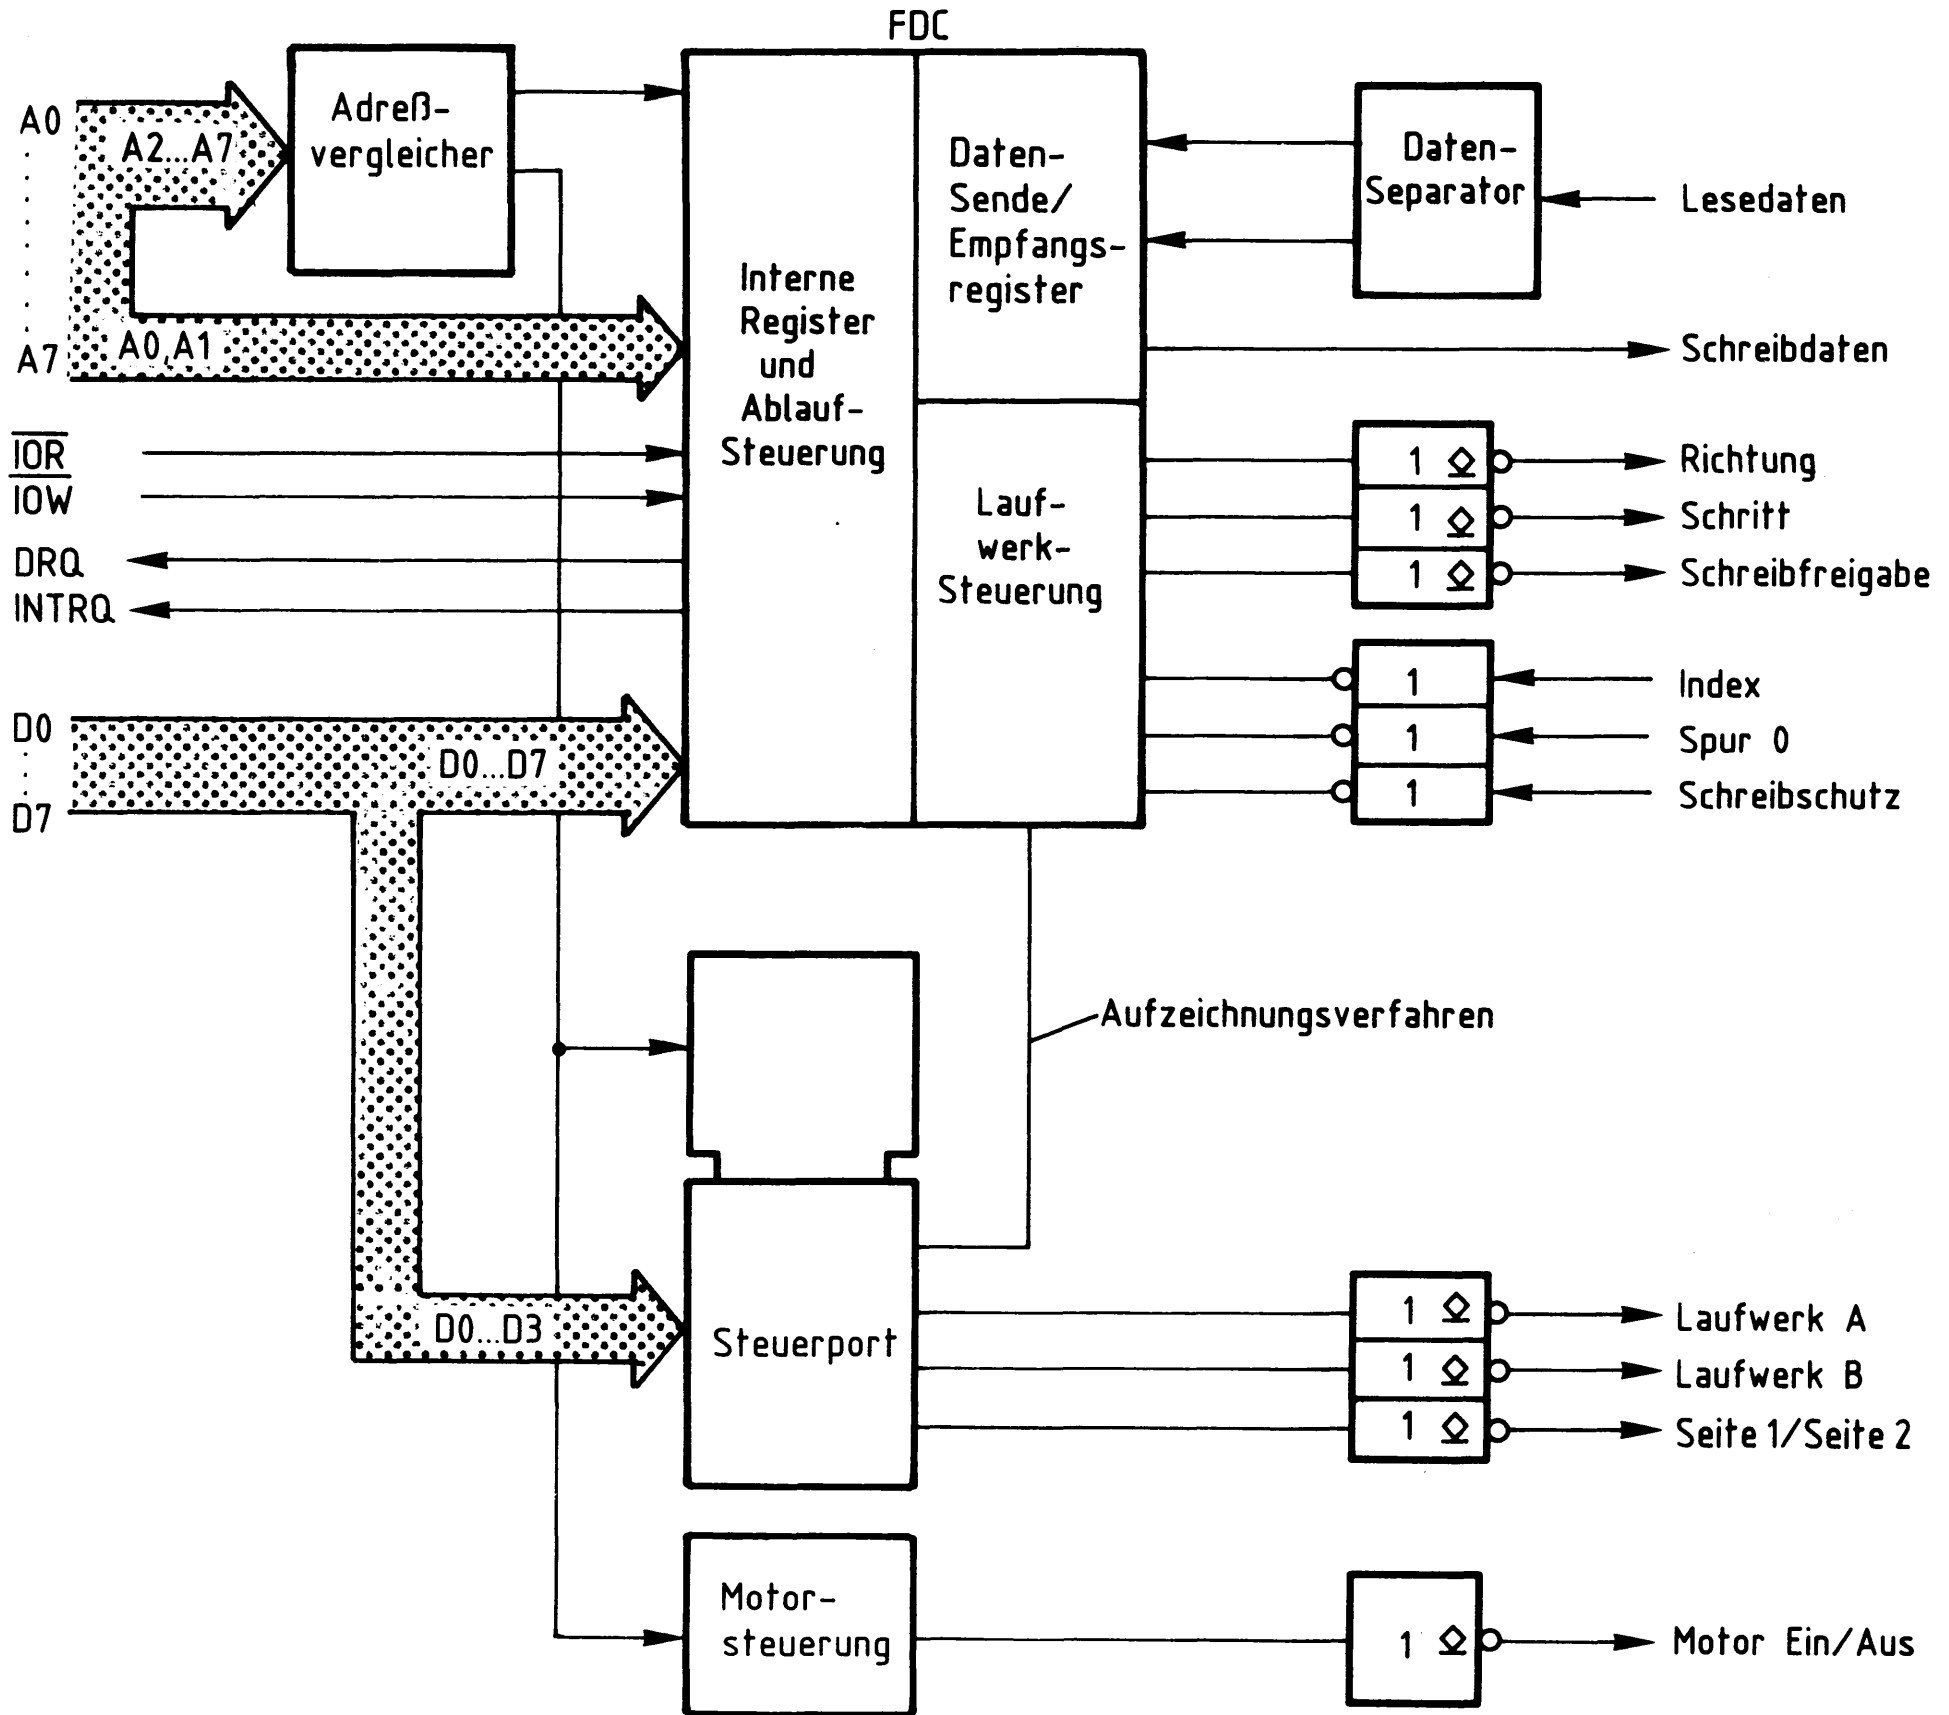 FDC
A0
A7
A2...A7
A0,A1
Adreß-
vergleicher
IOR
IOW
DRQ
INTRQ
D0
D7
D0...D7
D0...D3
Interne
Register
und
Ablauf-
Steuerung
Daten-
Sende/
Empfangs-
register
Lauf-
werk-
Steuerung
Daten-
Separator
Lesedaten
Schreibdaten
1
Richtung
1
Schritt
1
Schreibfreigabe
1
Index
1
Spur 0
1
Schreibschutz
Aufzeichnungsverfahren
Steuerport
1
Laufwerk A
1
Laufwerk B
1
Seite 1/Seite 2
Motor-
steuerung
1
Motor Ein/Aus